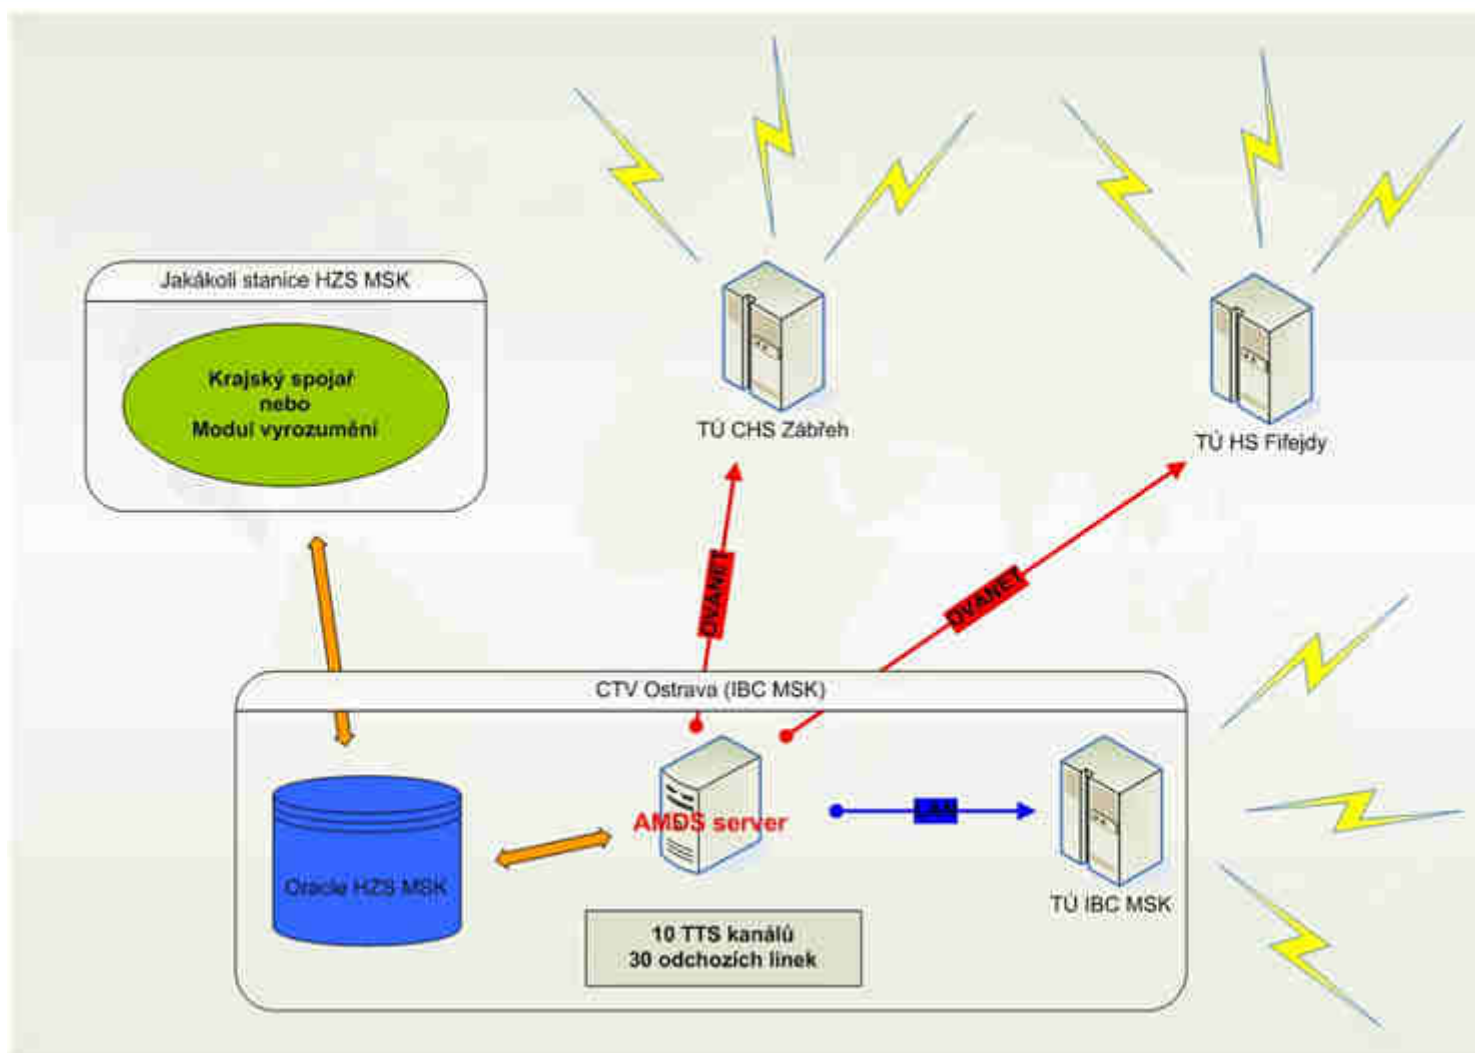 Jakákoli stanice HZS MSK
Krajský spojař
nebo
Modul vyrozumění
TÚ CHS Zábřeh
TÚ HS Fifejdy
OVANET
OVANET
CTV Ostrava (IBC MSK)
AMDS server
LAN
Oracle HZS MSK
TÚ IBC MSK
10 TTS kanálů
30 odchozích linek